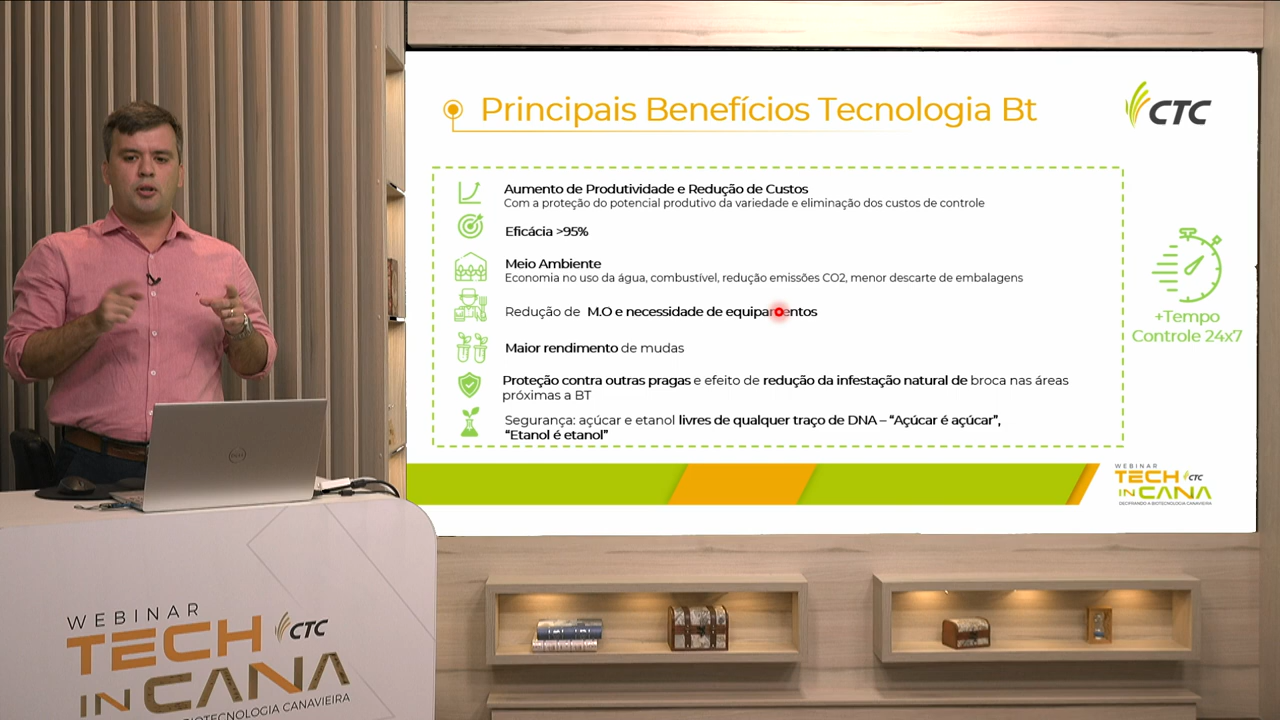 Principais Benefícios Tecnologia Bt
CTC
Aumento de Produtividade e Redução de Custos
Com a proteção do potencial produtivo da variedade e eliminação dos custos de controle
Eficácia >95%
Meio Ambiente
Economia no uso da água, combustível, redução emissões CO2, menor descarte de embalagens
Redução de M.O e necessidade de equipamentos
Maior rendimento de mudas
Proteção contra outras pragas e efeito de redução da infestação natural de broca nas áreas
próximas a BT
Segurança: açúcar e etanol livres de qualquer traço de DNA – “Açúcar é açúcar”,
“Etanol é etanol”
+Tempo
Controle 24x7
WEBINAR
TECH CTC
IN CANA
DECIFRANDO A BIOTECNOLOGIA CANAVIEIRA
DELL
WEBINAR
TECH CTC
IN CANA
BIOTECNOLOGIA CANAVIEIRA